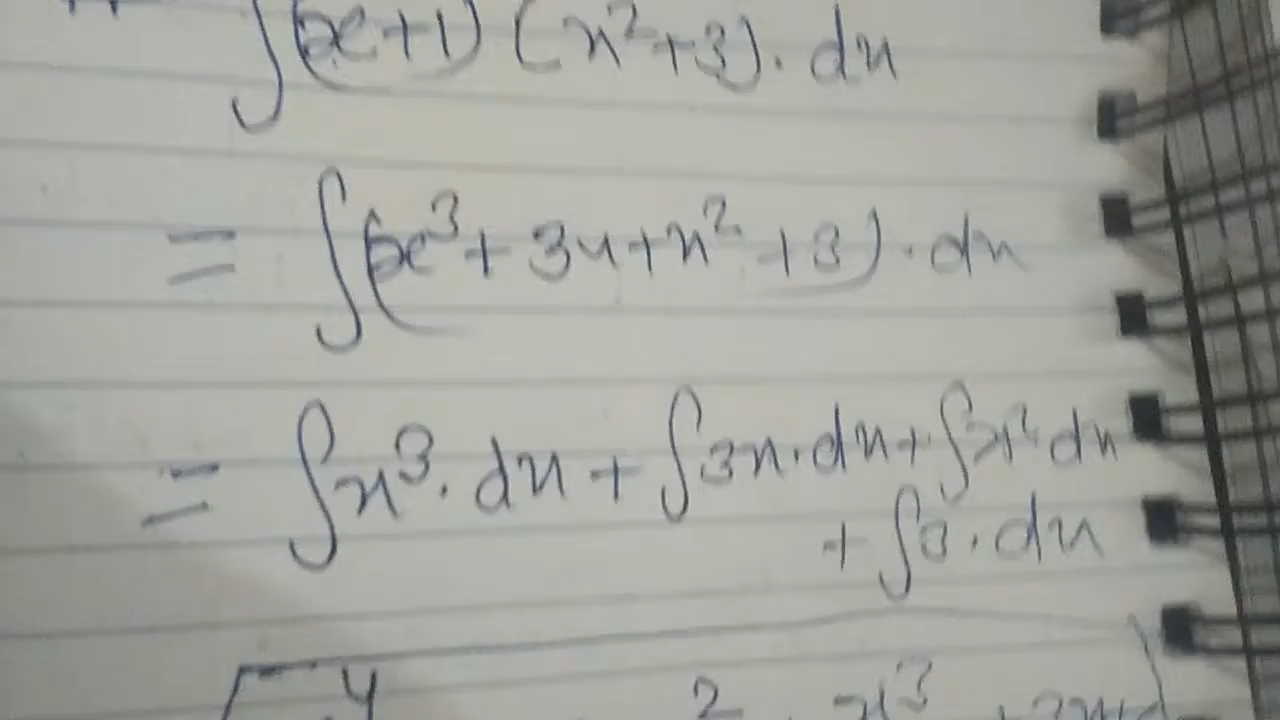 ∫(x+1)(x²+3). dx
= ∫(x³+3x+x²+3). dx
= ∫x³. dx + ∫3x. dx + ∫x² dx
+ ∫3. dx